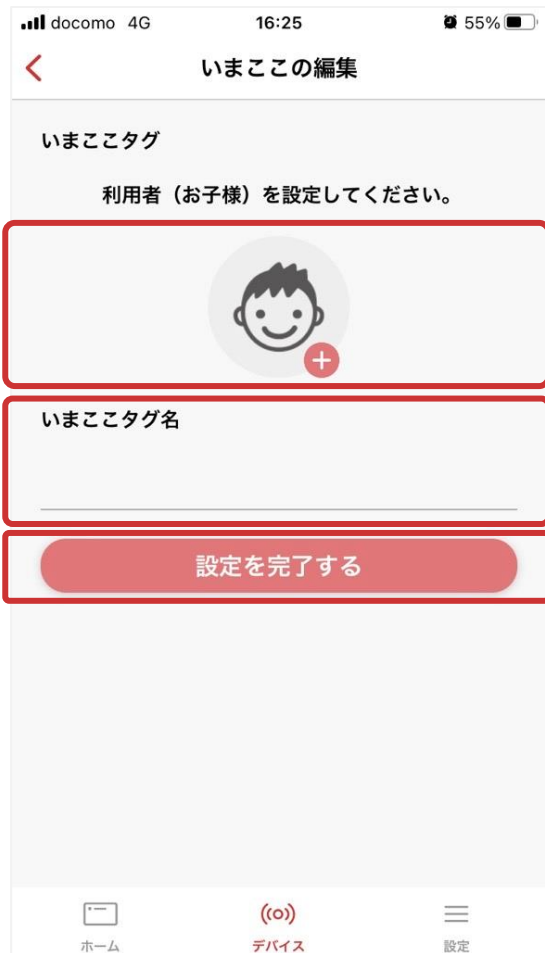 docomo 4G 16:25 55%
いまここの編集
いまここタグ
利用者（お子様）を設定してください。
いまここタグ名
設定を完了する
ホーム デバイス 設定